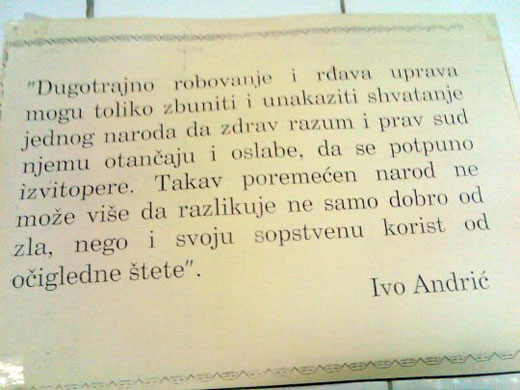 "Dugotrajno robovanje i rđava uprava
mogu toliko zbuniti i unakaziti shvatanje
jednog naroda da zdrav razum i prav sud
njemu otančaju i oslabe, da se potpuno
izvitopere. Takav poremećen narod ne
može više da razlikuje ne samo dobro od
zla, nego i svoju sopstvenu korist od
očigledne štete".
Ivo Andrić